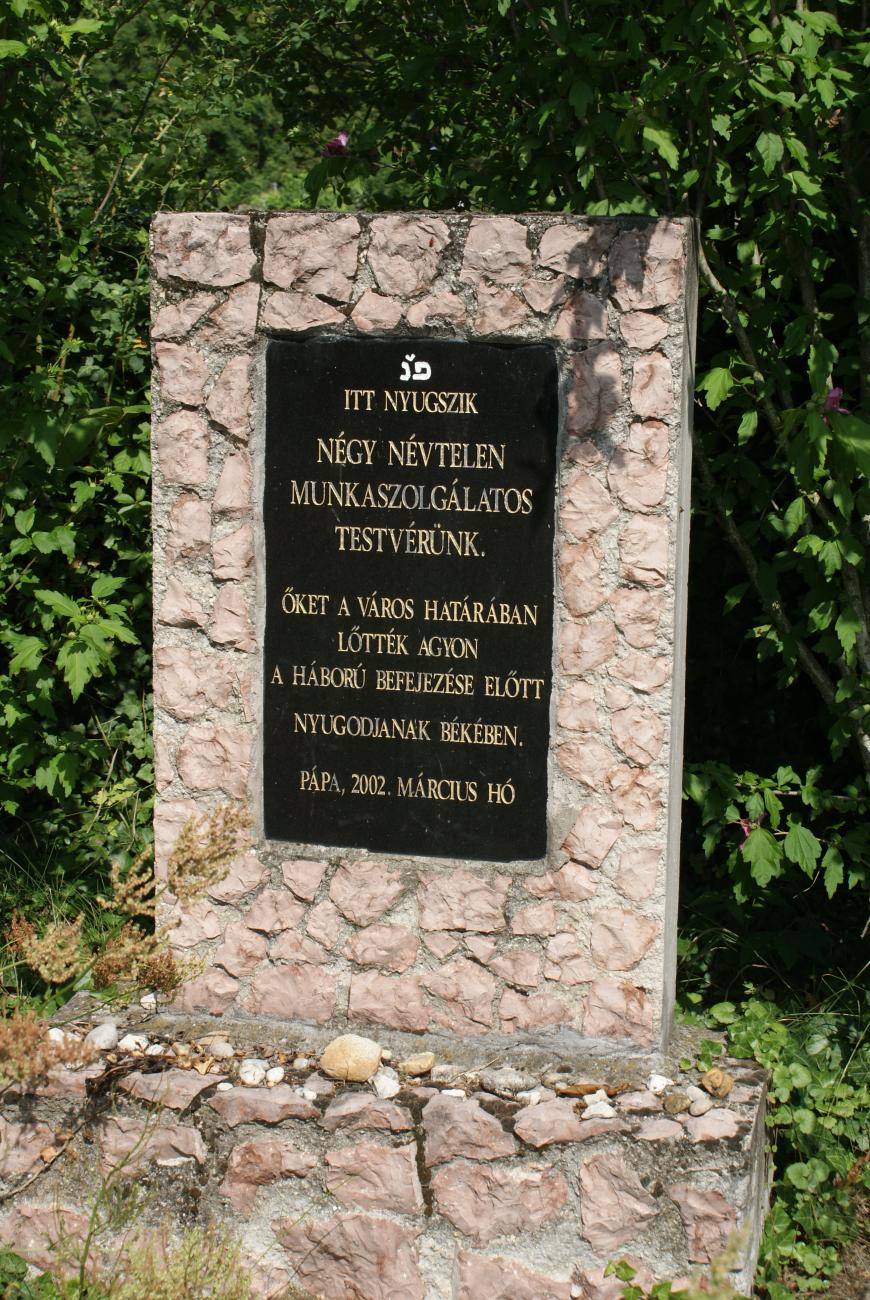 פ״נ
ITT NYUGSZIK
NÉGY NÉVTELEN
MUNKASZOLGÁLATOS
TESTVÉRÜNK.
ŐKET A VÁROS HATÁRÁBAN
LŐTTÉK AGYON
A HÁBORÚ BEFEJEZÉSE ELŐTT
NYUGODJANAK BÉKÉBEN.
PÁPA, 2002. MÁRCIUS HÓ